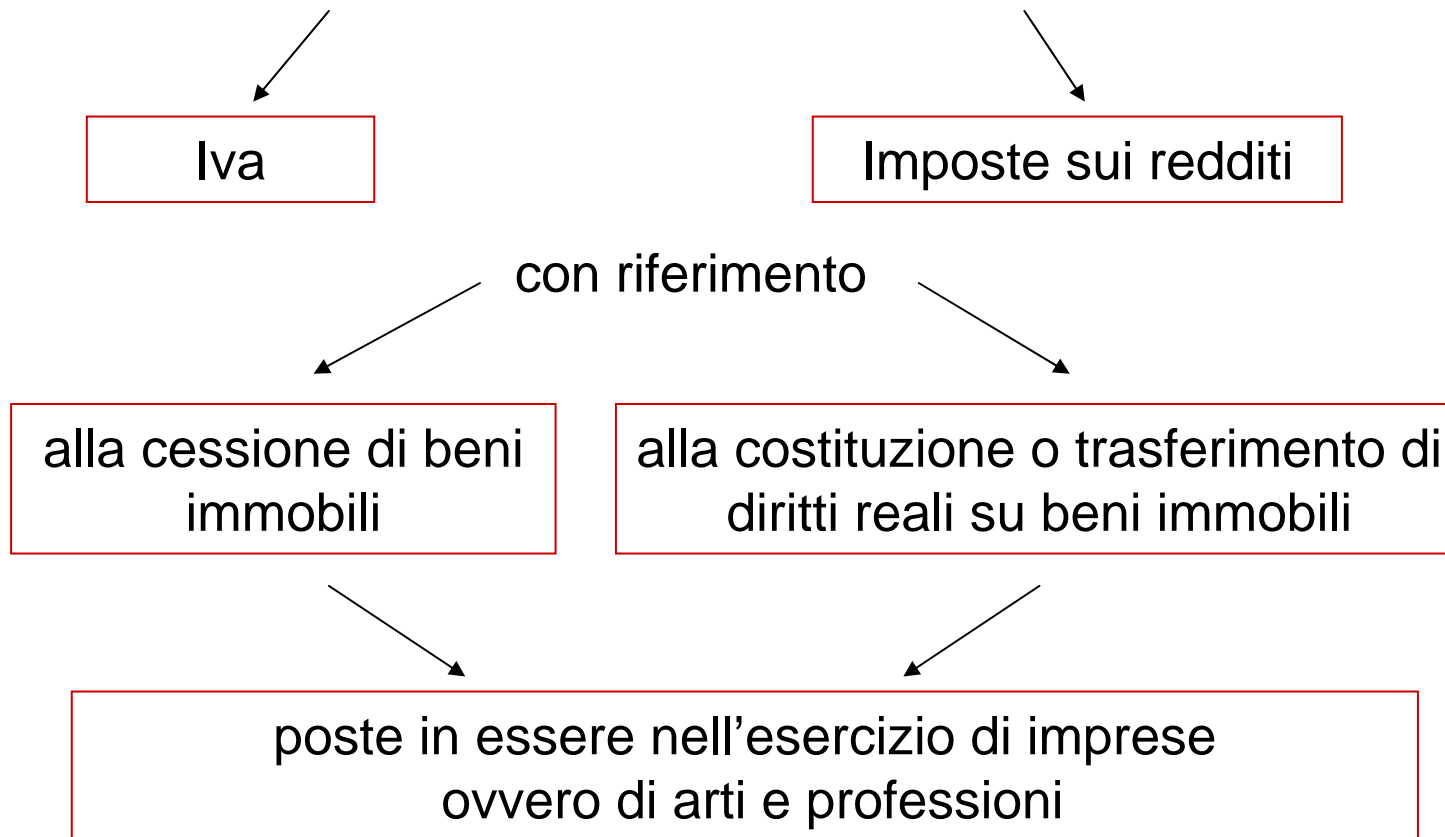 Iva
Imposte sui redditi
con riferimento
alla cessione di beni
immobili
alla costituzione o trasferimento di
diritti reali su beni immobili
poste in essere nell’esercizio di imprese
ovvero di arti e professioni